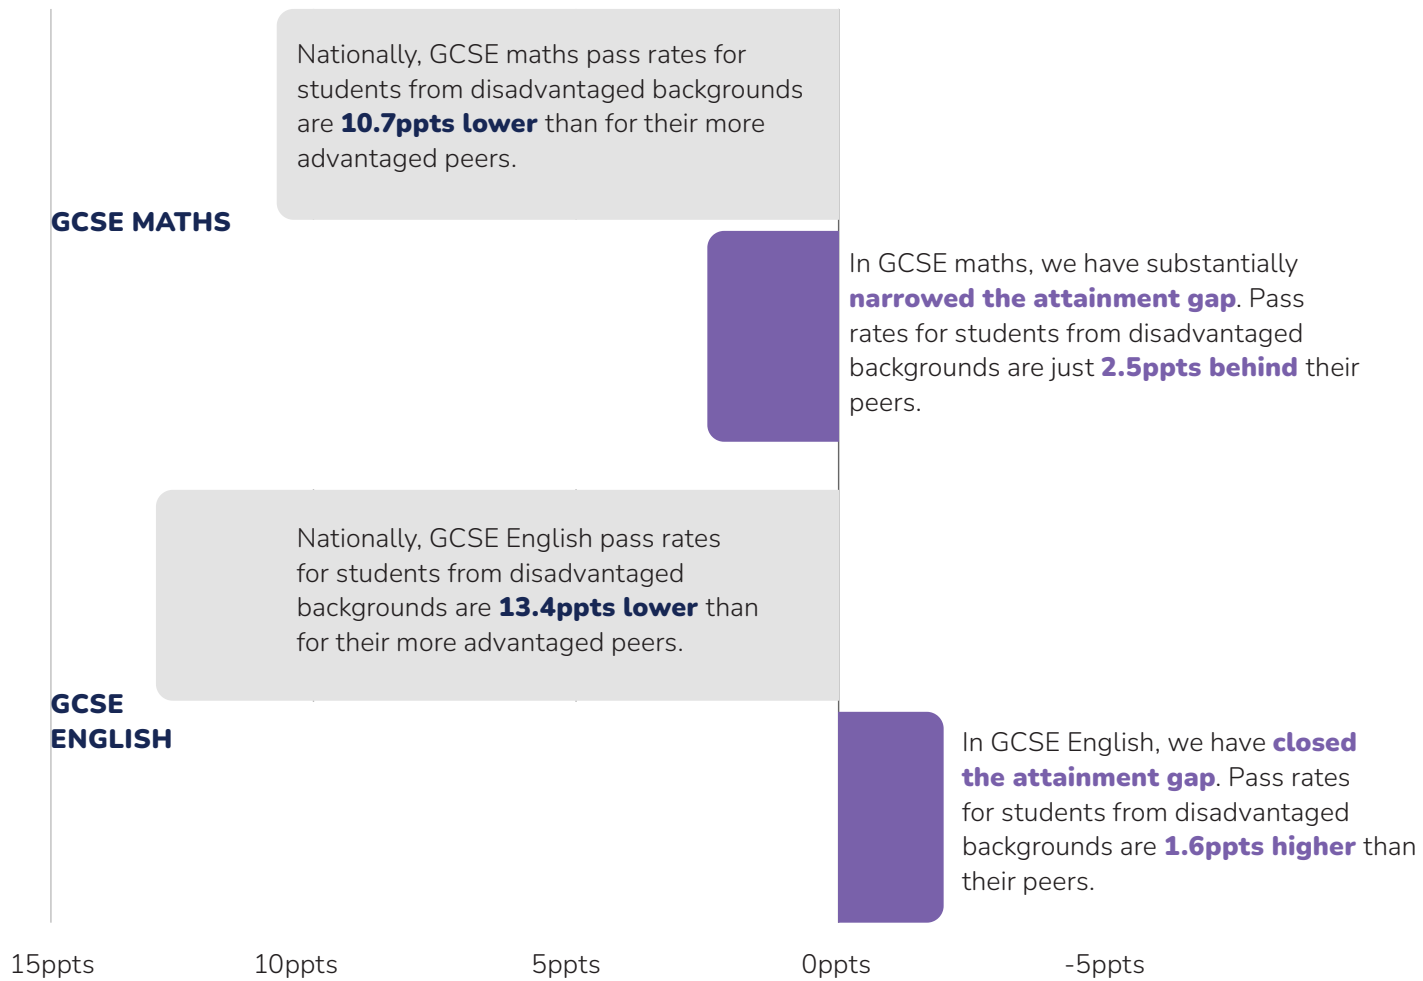 Nationally, GCSE maths pass rates for
students from disadvantaged backgrounds
are 10.7ppts lower than for their more
advantaged peers.
GCSE MATHS
In GCSE maths, we have substantially
narrowed the attainment gap. Pass
rates for students from disadvantaged
backgrounds are just 2.5ppts behind their
peers.
Nationally, GCSE English pass rates
for students from disadvantaged
backgrounds are 13.4ppts lower than
for their more advantaged peers.
GCSE
ENGLISH
In GCSE English, we have closed
the attainment gap. Pass rates
for students from disadvantaged
backgrounds are 1.6ppts higher than
their peers.
15ppts 10ppts 5ppts 0ppts -5ppts